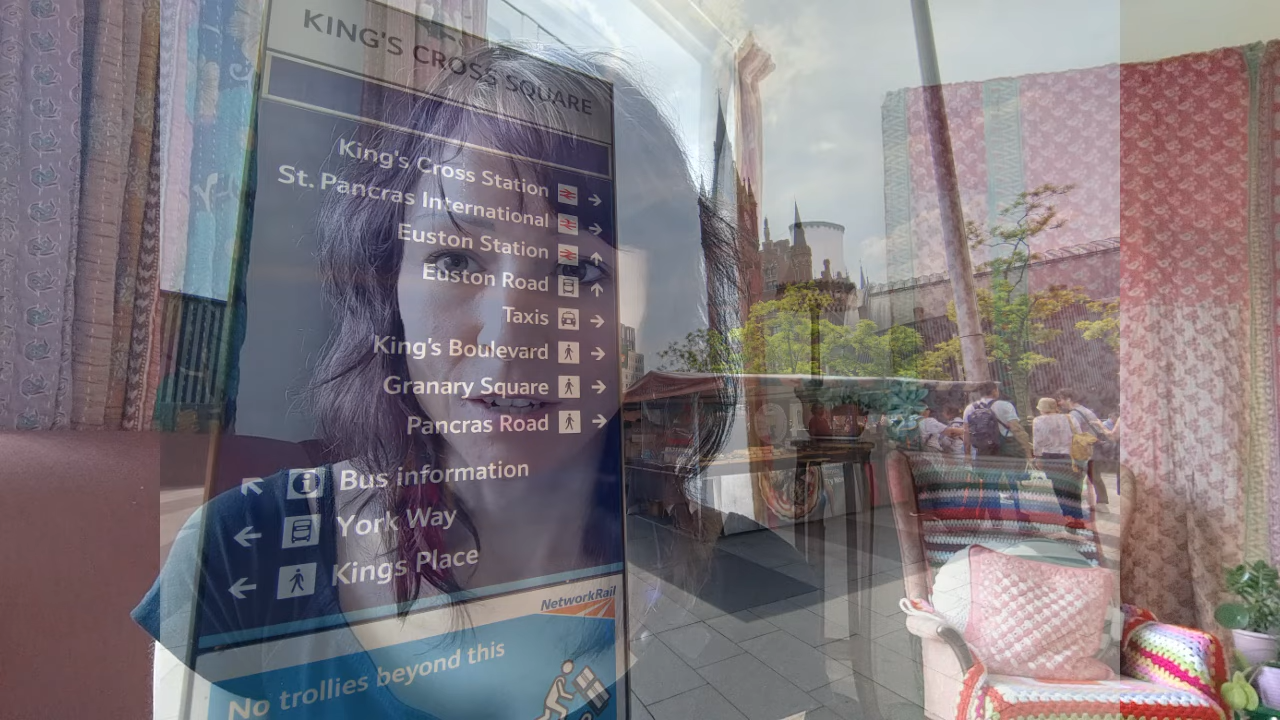 KING'S CROSS SQUARE
King's Cross Station
St. Pancras International
Euston Station
Euston Road
Taxis
King's Boulevard
Granary Square
Pancras Road
Bus information
York Way
Kings Place
NetworkRail
No trollies beyond this